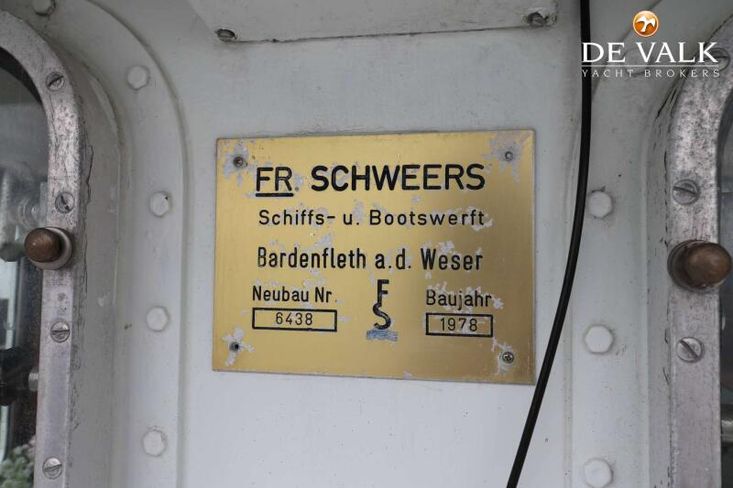 DE VALK
YACHT BROKERS
FR. SCHWEERS
Schiffs- u. Bootswerft
Bardenfleth a.d. Weser
Neubau Nr. F Baujahr
6438 S 1978